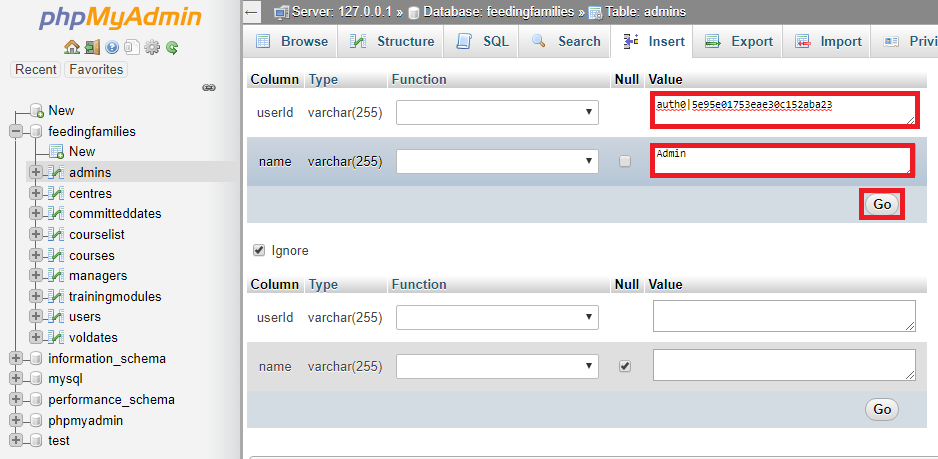 phpMyAdmin
Recent Favorites
New
feedingfamilies
New
admins
centres
committeddates
courselist
courses
managers
trainingmodules
users
voldates
information_schema
mysql
performance_schema
phpmyadmin
test
Server: 127.0.0.1 » Database: feedingfamilies » Table: admins
Browse Structure SQL Search Insert Export Import Privi
Column Type Function Null Value
userId varchar(255) auth0|5e95e01753eae30c152aba23
name varchar(255) Admin
Go
Ignore
Column Type Function Null Value
userId varchar(255)
name varchar(255)
Go